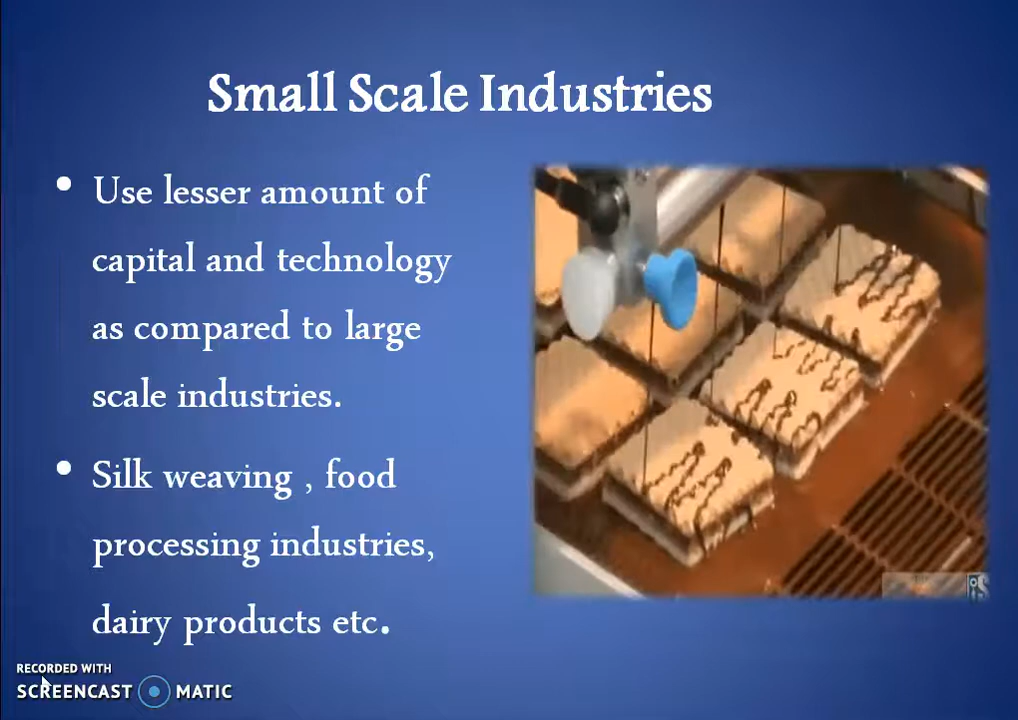 Small Scale Industries
• Use lesser amount of
capital and technology
as compared to large
scale industries.
• Silk weaving , food
processing industries,
dairy products etc.
RECORDED WITH
SCREENCAST MATIC